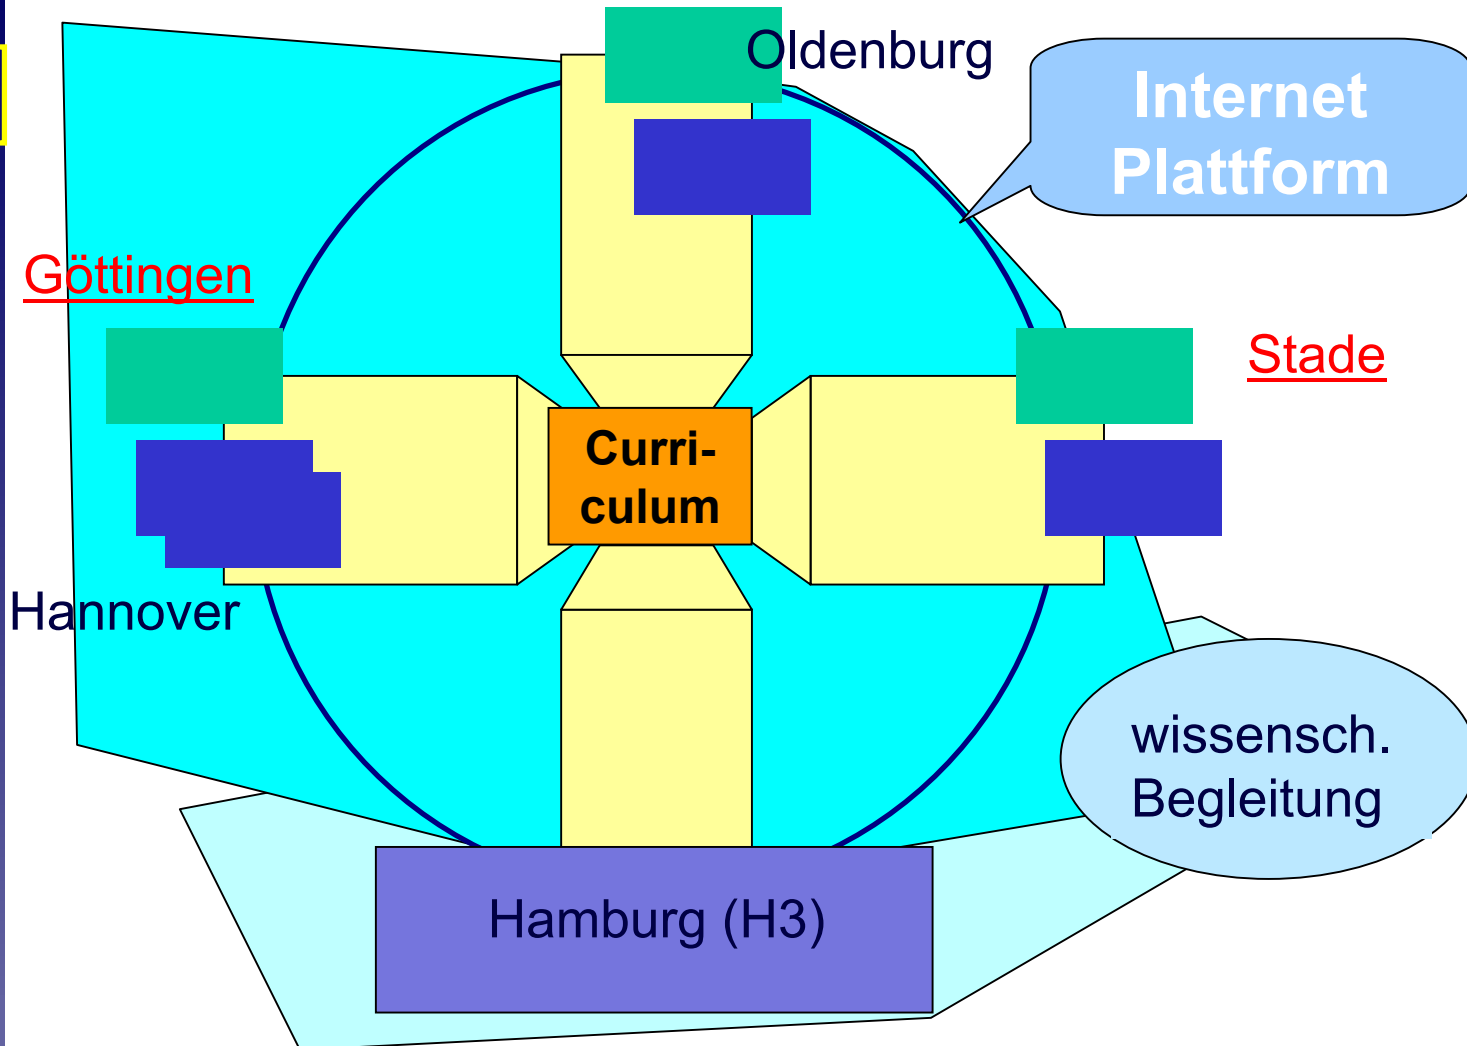 Oldenburg
Internet
Plattform
Göttingen
Stade
Curri-
culum
Hannover
wissensch.
Begleitung
Hamburg (H3)